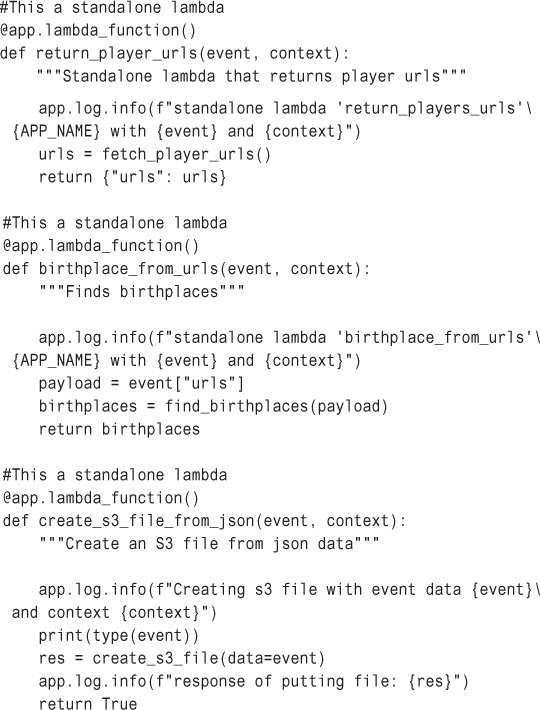 #This a standalone lambda
@app.lambda_function()
def return_player_urls(event, context):
    """Standalone lambda that returns player urls"""
    app.log.info(f"standalone lambda 'return_players_urls'\
 {APP_NAME} with {event} and {context}")
    urls = fetch_player_urls()
    return {"urls": urls}
#This a standalone lambda
@app.lambda_function()
def birthplace_from_urls(event, context):
    """Finds birthplaces"""
    app.log.info(f"standalone lambda 'birthplace_from_urls'\
 {APP_NAME} with {event} and {context}")
    payload = event["urls"]
    birthplaces = find_birthplaces(payload)
    return birthplaces
#This a standalone lambda
@app.lambda_function()
def create_s3_file_from_json(event, context):
    """Create an S3 file from json data"""
    app.log.info(f"Creating s3 file with event data {event}\
 and context {context}")
    print(type(event))
    res = create_s3_file(data=event)
    app.log.info(f"response of putting file: {res}")
    return True